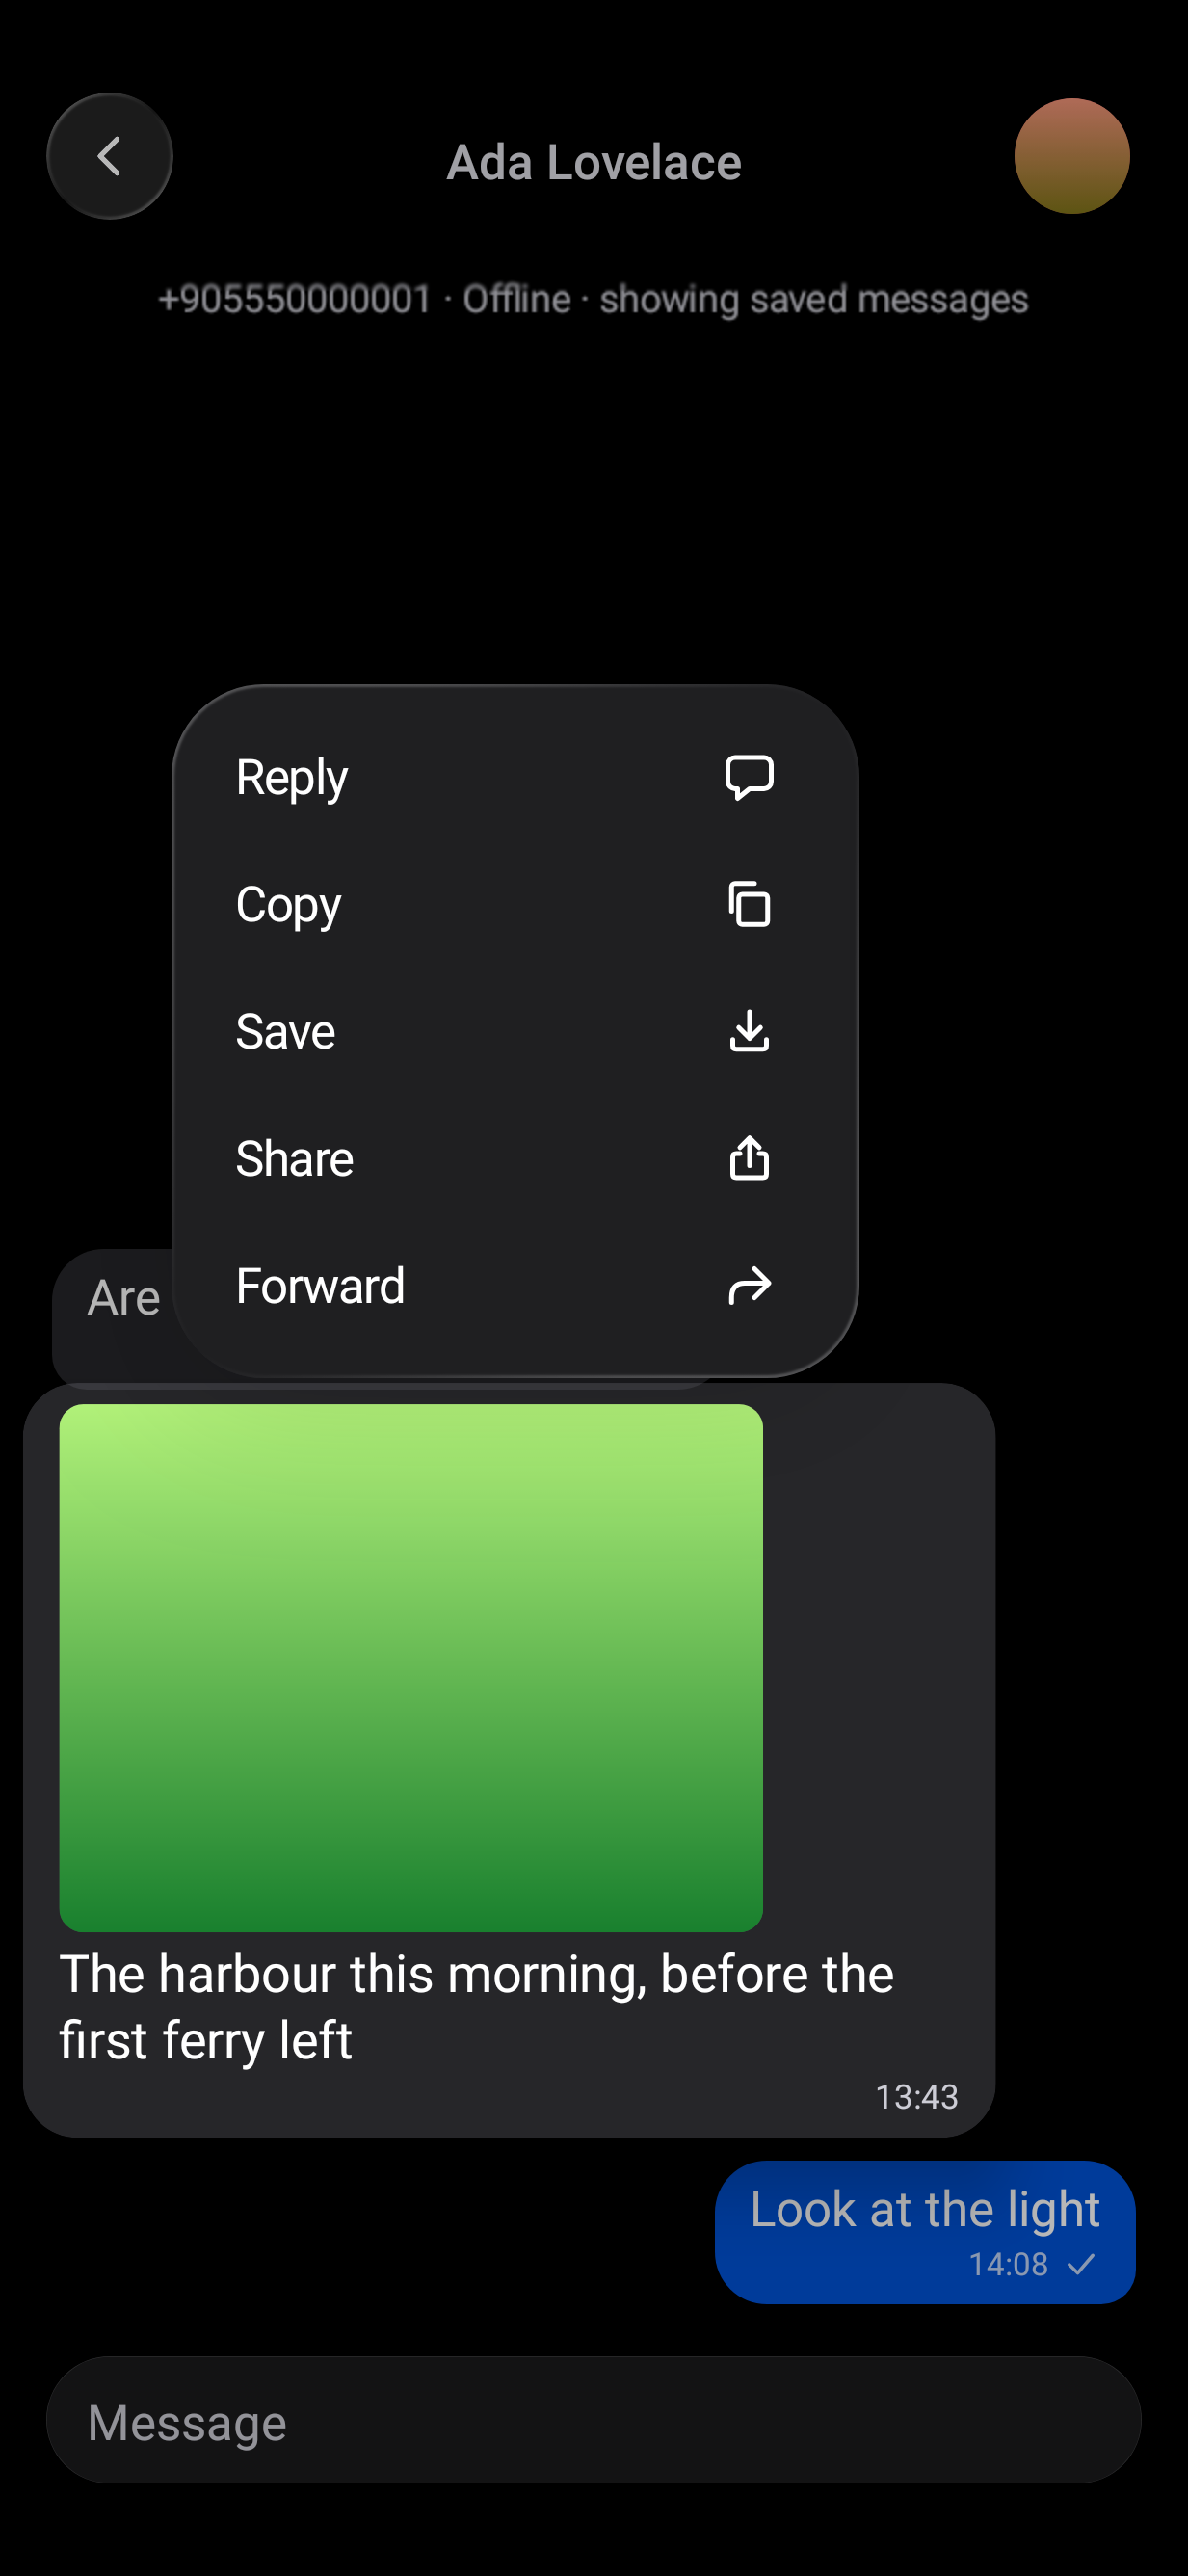 Ada Lovelace
+905550000001 · Offline · showing saved messages
Reply
Copy
Save
Share
Forward
Are
The harbour this morning, before the
first ferry left
13:43
Look at the light
14:08
Message